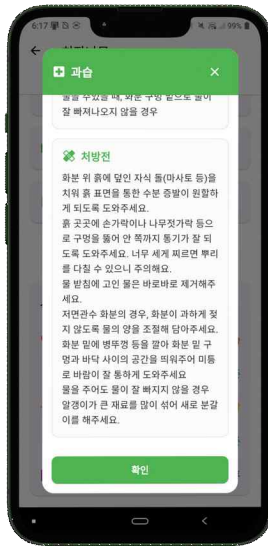 6:17
99%
과습
물을 주었을 때, 화분 구멍 밑으로 물이
잘 빠져나오지 않을 경우
처방전
화분 위 흙에 덮인 자식 돌(마사토 등)을
치워 흙 표면을 통한 수분 증발이 원할하
게 되도록 도와주세요.
흙 곳곳에 손가락이나 나무젓가락 등으
로 구멍을 뚫어 안 쪽까지 통기가 잘 되
도록 도와주세요. 너무 세게 찌르면 뿌리
를 다칠 수 있으니 주의해요.
물 받침에 고인 물은 바로바로 제거해주
세요.
저면관수 화분의 경우, 화분이 과하게 젖
지 않도록 물의 양을 조절해 담아주세요.
화분 밑에 병뚜껑 등을 깔아 화분 밑 구
멍과 바닥 사이의 공간을 띄워주어 미틍
로 바람이 잘 통하게 도와주세요
물을 주어도 물이 잘 빠지지 않을 경우
알갱이가 큰 재료를 많이 섞어 새로 분갈
이를 해주세요.
확인